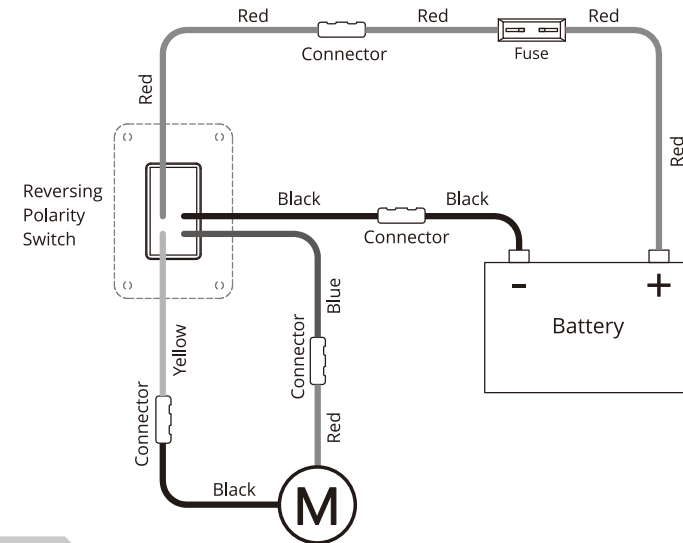 Red
Red
Red
Connector
Fuse
Red
Red
Reversing
Polarity
Switch
Black
Black
Connector
-
+
Battery
Blue
Yellow
Connector
Connector
Red
Black
M